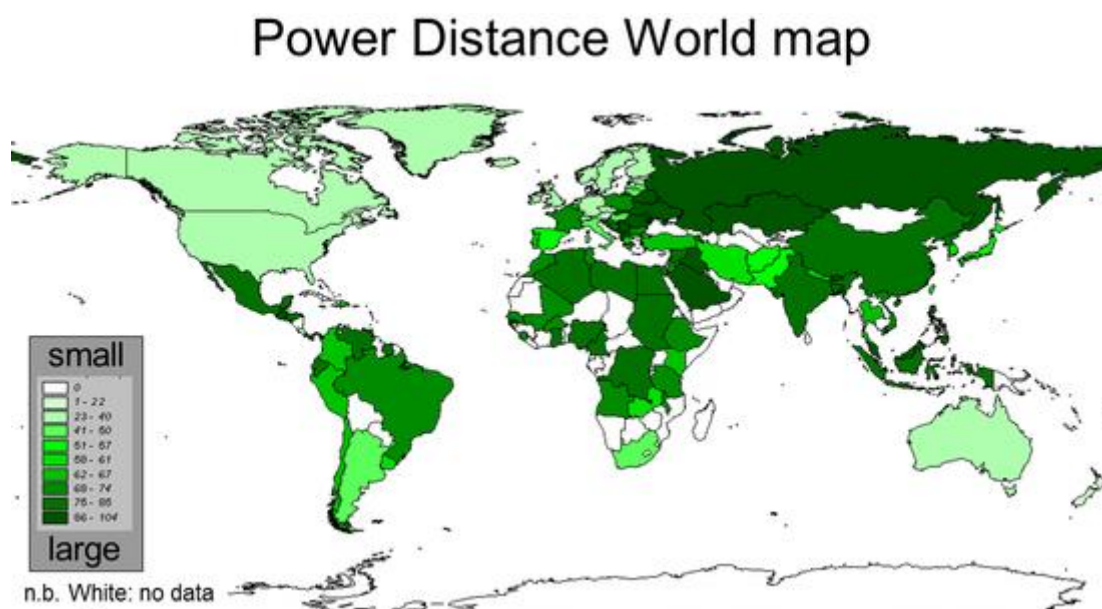 Power Distance World map
small
0
1 - 22
23 - 40
41 - 50
51 - 57
58 - 61
62 - 67
68 - 74
75 - 85
86 - 104
large
n.b. White: no data